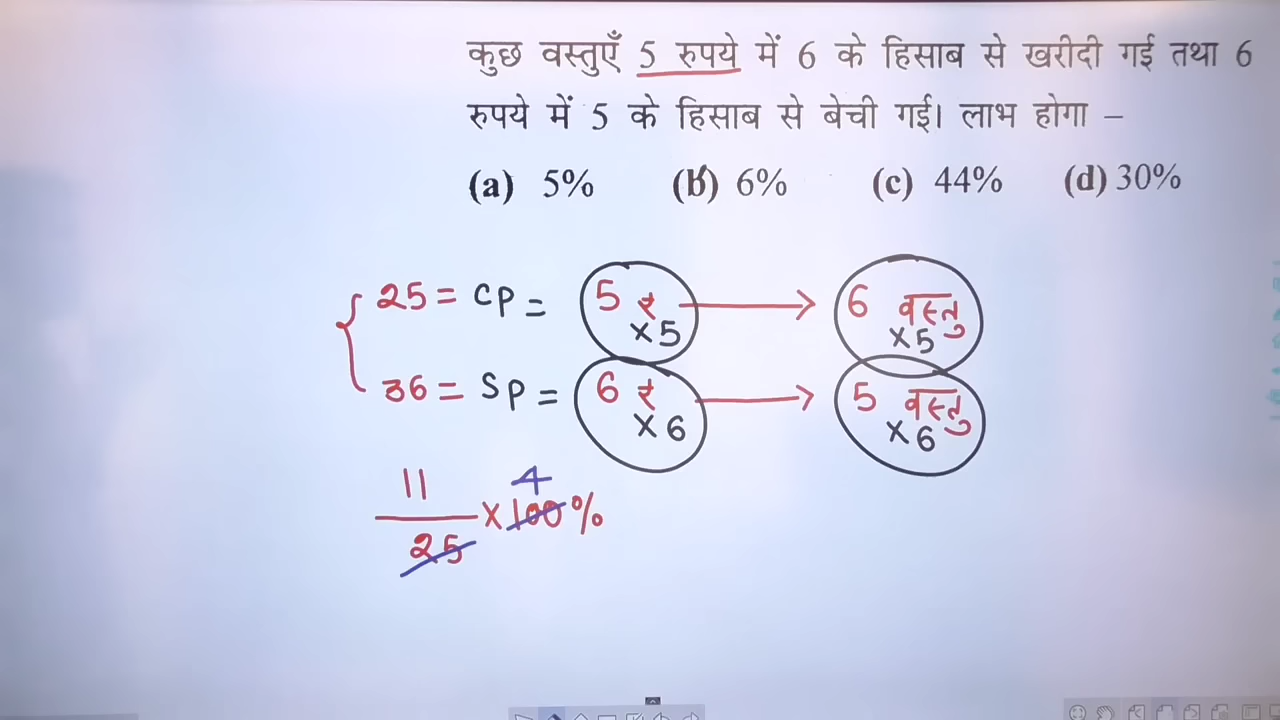 कुछ वस्तुएँ 5 रुपये में 6 के हिसाब से खरीदी गई तथा 6
रुपये में 5 के हिसाब से बेची गई। लाभ होगा –
(a) 5% (b) 6% (c) 44% (d) 30%
25 = CP = 5 ₹ ×5 → 6 वस्तु ×5
36 = SP = 6 ₹ ×6 → 5 वस्तु ×6
11 4
× 100 %
25